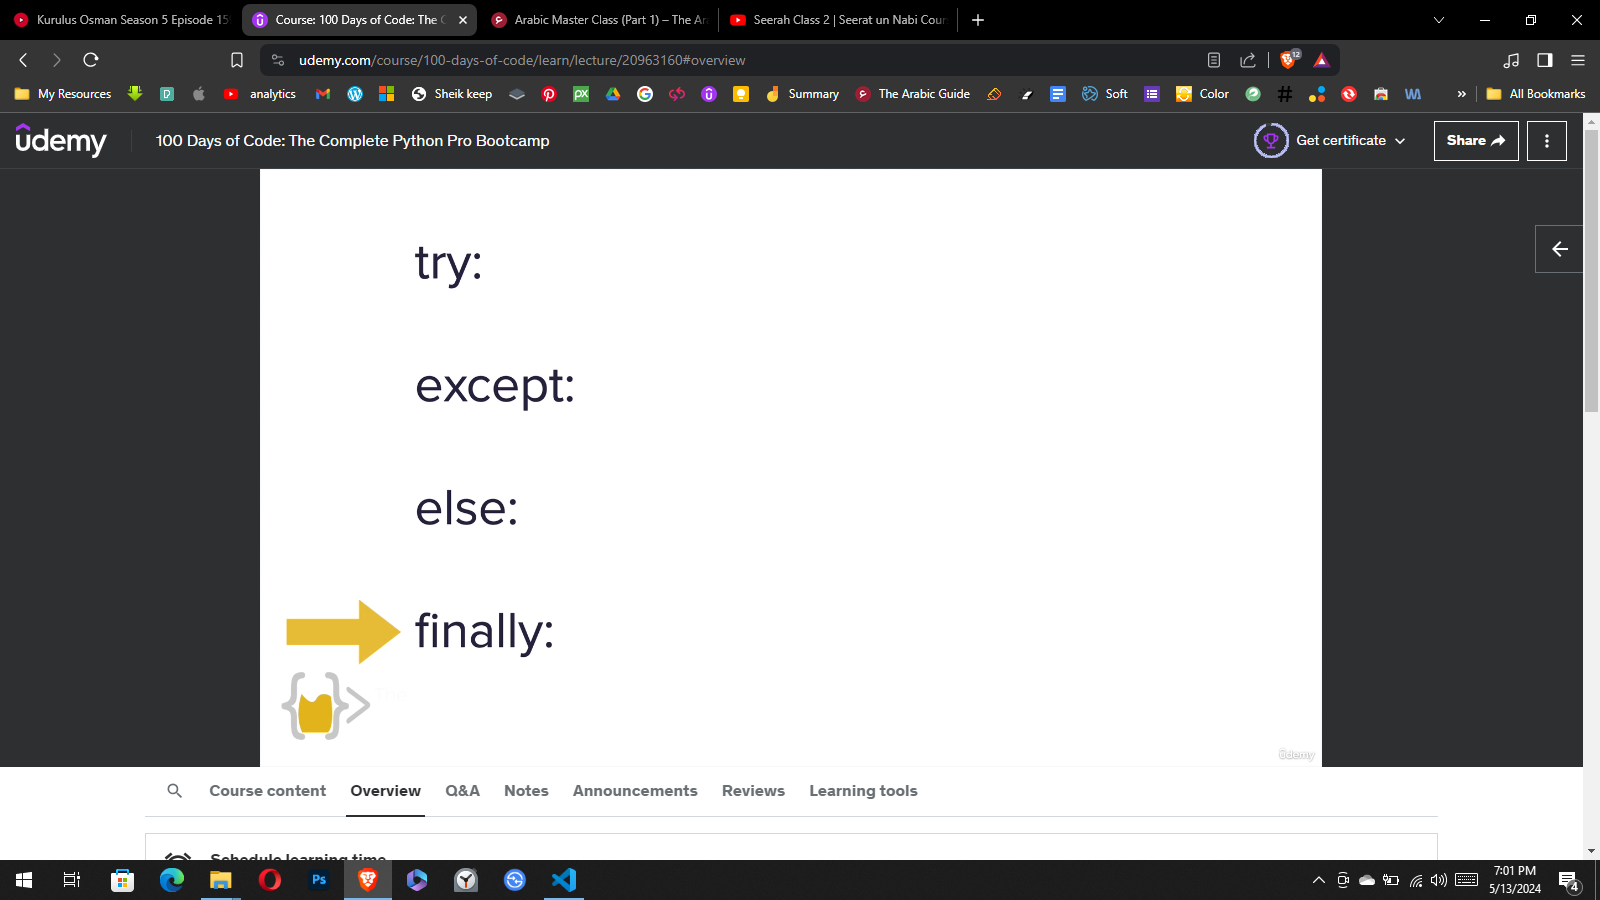 Kurulus Osman Season 5 Episode 15
Course: 100 Days of Code: The C
Arabic Master Class (Part 1) – The Ar
Seerah Class 2 | Seerat un Nabi Cour
udemy.com/course/100-days-of-code/learn/lecture/20963160#overview
12
My Resources
analytics
Sheik keep
Summary
The Arabic Guide
Soft
Color
»
All Bookmarks
udemy
100 Days of Code: The Complete Python Pro Bootcamp
Get certificate
Share
try:
except:
else:
finally:
ûdemy
Course content
Overview
Q&A
Notes
Announcements
Reviews
Learning tools
Schedule learning time
Ps
7:01 PM
5/13/2024
4